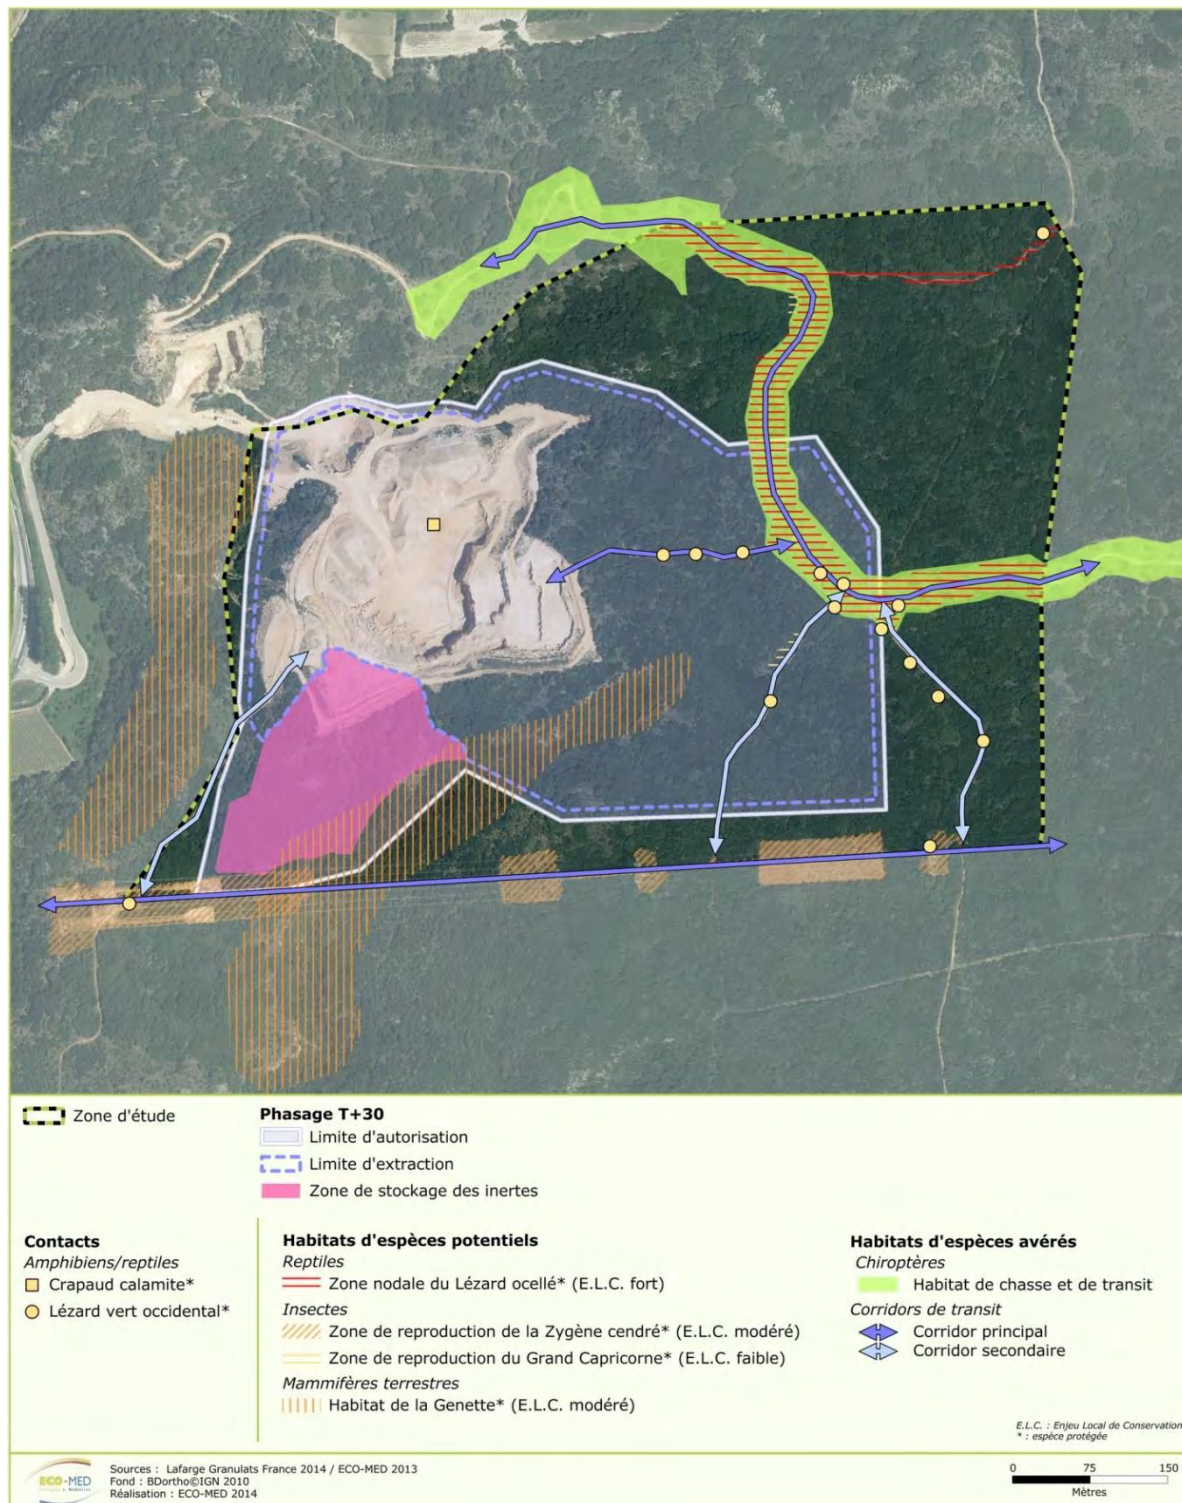 Zone d'étude
Phasage T+30
Limite d'autorisation
Limite d'extraction
Zone de stockage des inertes
Contacts
Amphibiens/reptiles
Crapaud calamite*
Lézard vert occidental*
Habitats d'espèces potentiels
Reptiles
Zone nodale du Lézard ocellé* (E.L.C. fort)
Insectes
Zone de reproduction de la Zygène cendré* (E.L.C. modéré)
Zone de reproduction du Grand Capricorne* (E.L.C. faible)
Mammifères terrestres
Habitat de la Genette* (E.L.C. modéré)
Habitats d'espèces avérés
Chiroptères
Habitat de chasse et de transit
Corridors de transit
Corridor principal
Corridor secondaire
E.L.C. : Enjeu Local de Conservation
* : espèce protégée
ECO-MED
Sources : Lafarge Granulats France 2014 / ECO-MED 2013
Fond : BDortho©IGN 2010
Réalisation : ECO-MED 2014
0 75 150
Mètres